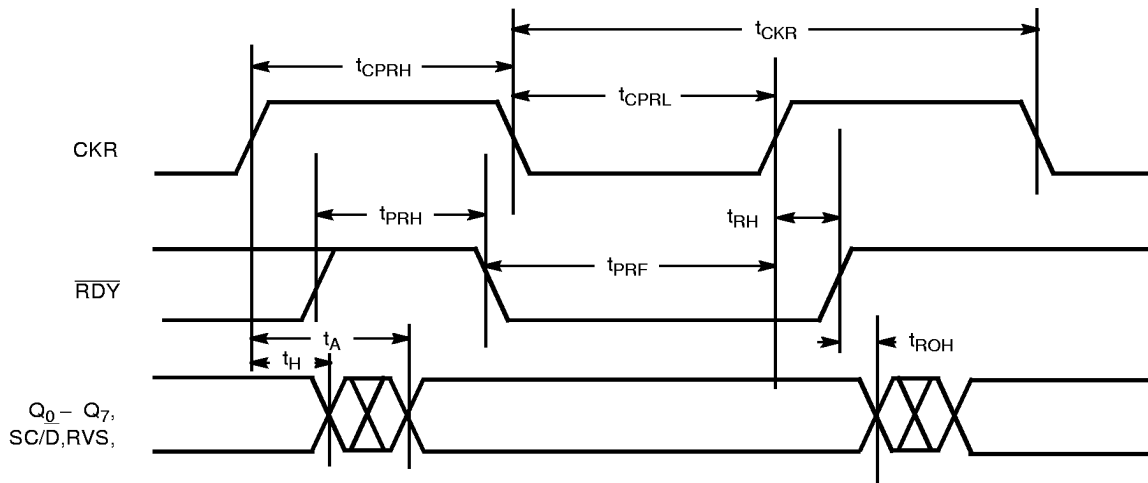 tCKR
tCPRH
tCPRL
CKR
tPRH
tRH
RDY
tPRF
tA
tH
tROH
Q0 – Q7,
SC/D,RVS,